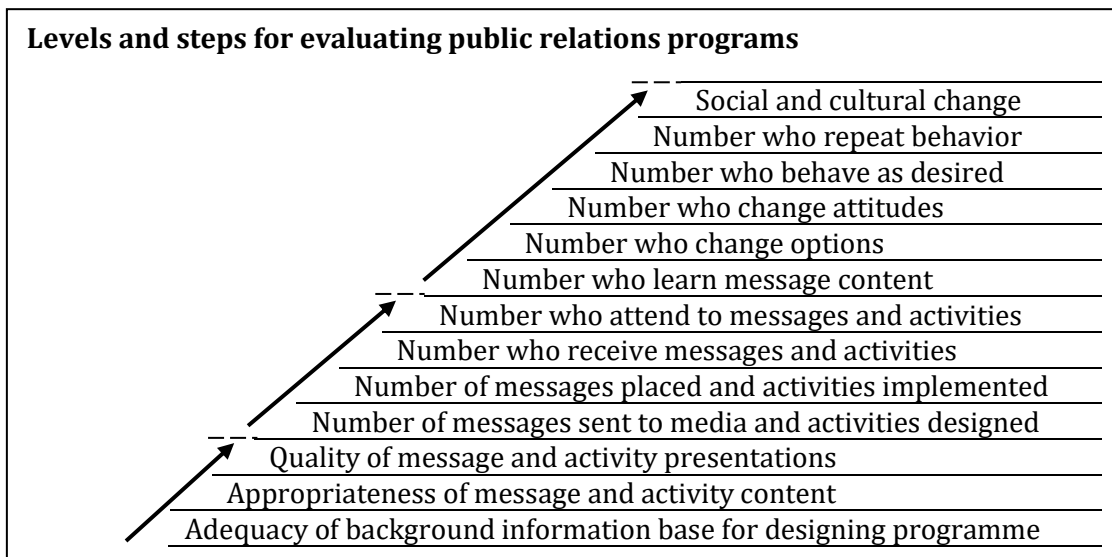 Levels and steps for evaluating public relations programs
Social and cultural change
Number who repeat behavior
Number who behave as desired
Number who change attitudes
Number who change options
Number who learn message content
Number who attend to messages and activities
Number who receive messages and activities
Number of messages placed and activities implemented
Number of messages sent to media and activities designed
Quality of message and activity presentations
Appropriateness of message and activity content
Adequacy of background information base for designing programme